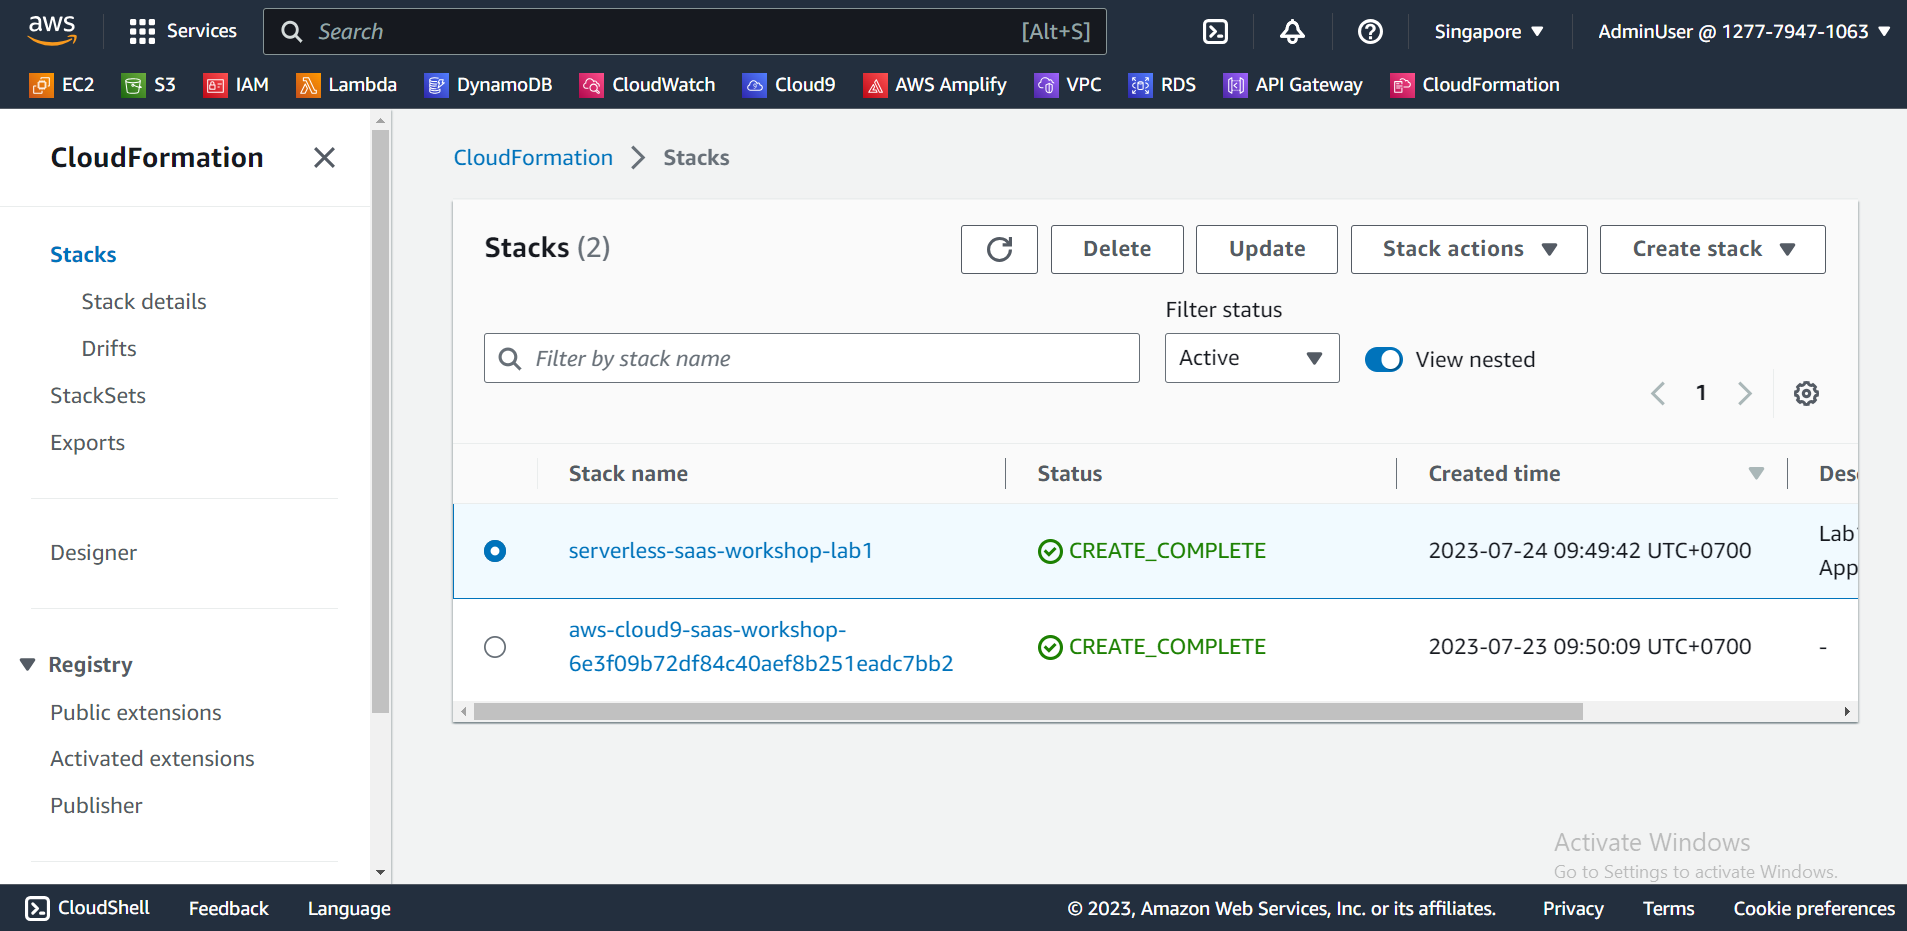 aws
Services
Search
[Alt+S]
Singapore
AdminUser @ 1277-7947-1063
EC2
S3
IAM
Lambda
DynamoDB
CloudWatch
Cloud9
AWS Amplify
VPC
RDS
API Gateway
CloudFormation
CloudFormation
Stacks
Stack details
Drifts
StackSets
Exports
Designer
Registry
Public extensions
Activated extensions
Publisher
CloudFormation
Stacks
Stacks (2)
Delete
Update
Stack actions
Create stack
Filter status
Filter by stack name
Active
View nested
1
Stack name
Status
Created time
Des
serverless-saas-workshop-lab1
CREATE_COMPLETE
2023-07-24 09:49:42 UTC+0700
Lab
App
aws-cloud9-saas-workshop-
6e3f09b72df84c40aef8b251eadc7bb2
CREATE_COMPLETE
2023-07-23 09:50:09 UTC+0700
-
Activate Windows
Go to Settings to activate Windows.
CloudShell
Feedback
Language
© 2023, Amazon Web Services, Inc. or its affiliates.
Privacy
Terms
Cookie preferences